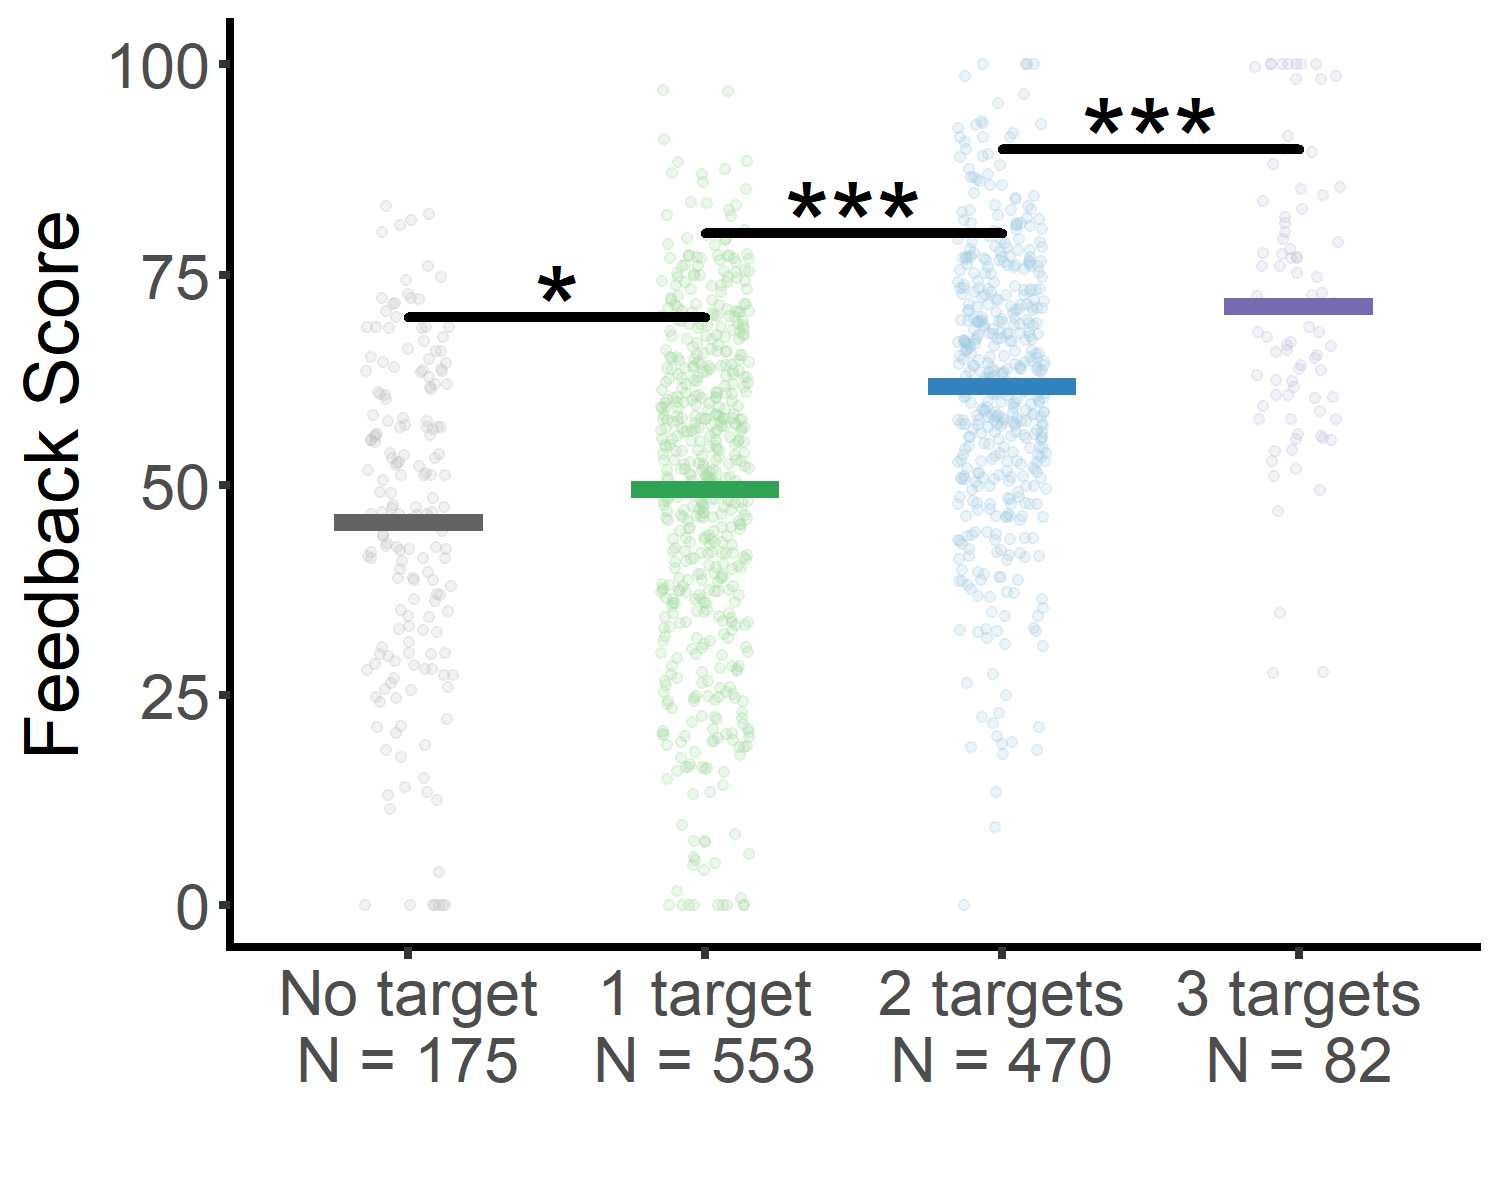 Feedback Score
100
75
50
25
0
*
***
***
No target
N = 175
1 target
N = 553
2 targets
N = 470
3 targets
N = 82